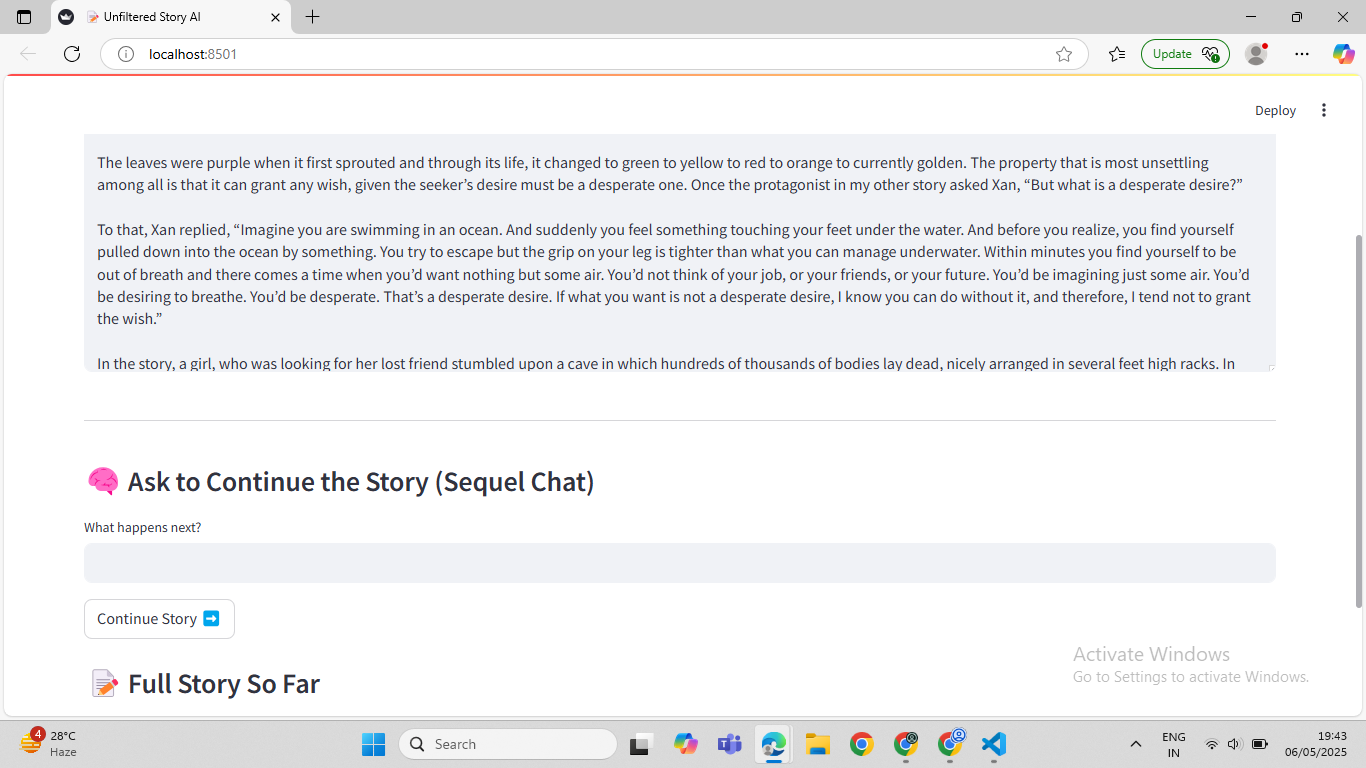 Unfiltered Story AI
localhost:8501
Update
Deploy
The leaves were purple when it first sprouted and through its life, it changed to green to yellow to red to orange to currently golden. The property that is most unsettling
among all is that it can grant any wish, given the seeker’s desire must be a desperate one. Once the protagonist in my other story asked Xan, “But what is a desperate desire?”
To that, Xan replied, “Imagine you are swimming in an ocean. And suddenly you feel something touching your feet under the water. And before you realize, you find yourself
pulled down into the ocean by something. You try to escape but the grip on your leg is tighter than what you can manage underwater. Within minutes you find yourself to be
out of breath and there comes a time when you’d want nothing but some air. You’d not think of your job, or your friends, or your future. You’d be imagining just some air. You’d
be desiring to breathe. You’d be desperate. That’s a desperate desire. If what you want is not a desperate desire, I know you can do without it, and therefore, I tend not to grant
the wish.”
In the story, a girl, who was looking for her lost friend stumbled upon a cave in which hundreds of thousands of bodies lay dead, nicely arranged in several feet high racks. In
Ask to Continue the Story (Sequel Chat)
What happens next?
Continue Story
Full Story So Far
Activate Windows
Go to Settings to activate Windows.
4
28°C
Haze
Search
ENG
IN
19:43
06/05/2025